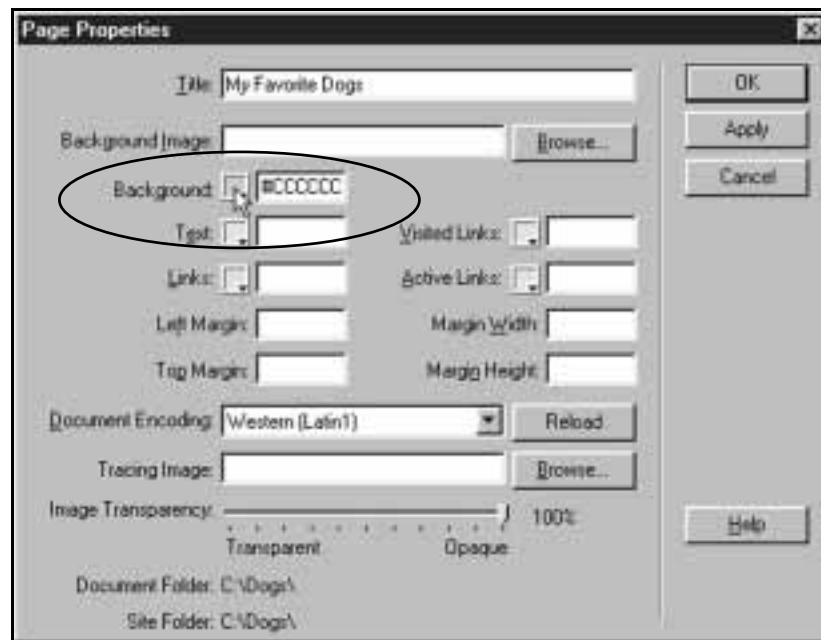 Page Properties
Title: My Favorite Dogs
OK
Background Image:
Browse...
Apply
Background: #CCCCCC
Cancel
Text:
Visited Links:
Links:
Active Links:
Left Margin:
Margin Width:
Top Margin:
Margin Height:
Document Encoding: Western (Latin1)
Reload
Tracing Image:
Browse...
Image Transparency:
100%
Transparent
Opaque
Help
Document Folder: C:\Dogs\
Site Folder: C:\Dogs\